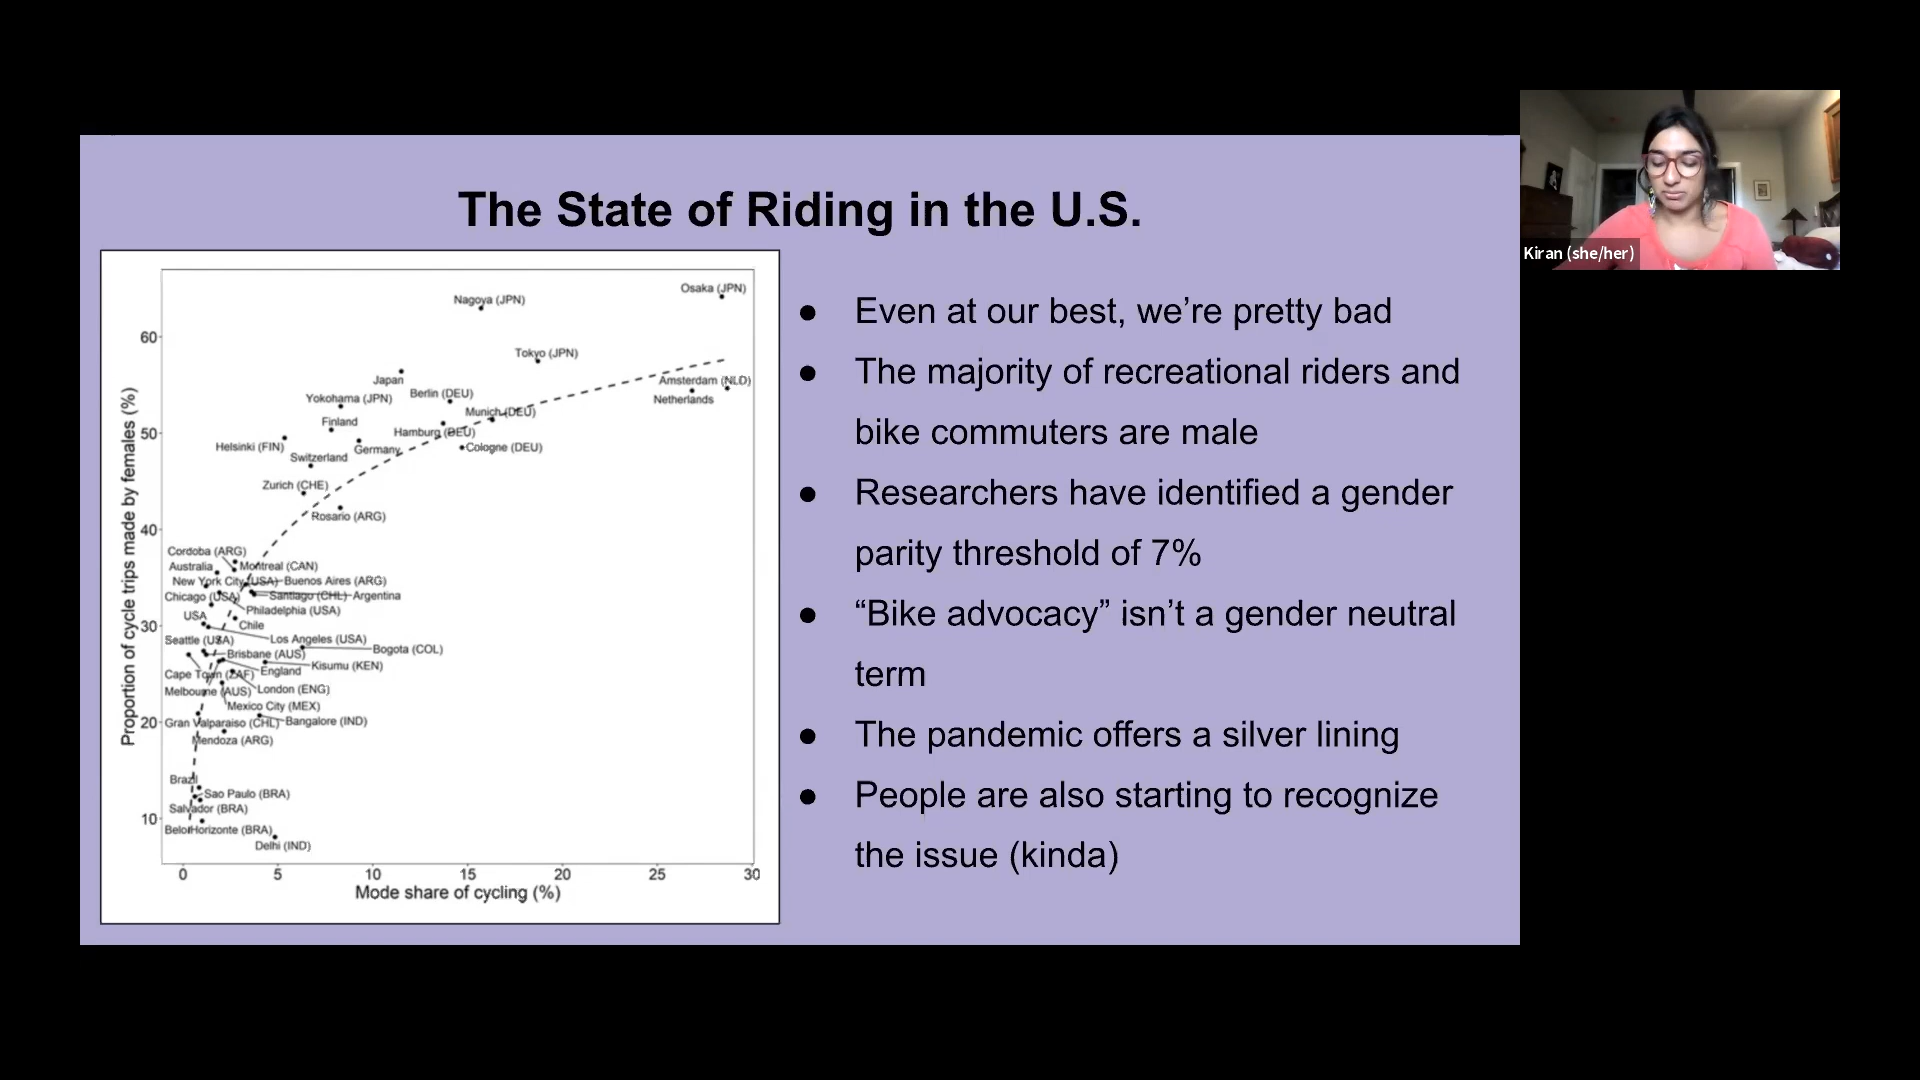 The State of Riding in the U.S.
Kiran (she/her)
Proportion of cycle trips made by females (%)
60
50
40
30
20
10
Osaka (JPN)
Nagoya (JPN)
Tokyo (JPN)
Japan
Amsterdam (NLD)
Berlin (DEU)
Yokohama (JPN)
Netherlands
Munich (DEU)
Finland
Hamburg (DEU)
Helsinki (FIN)
Germany
Cologne (DEU)
Switzerland
Zurich (CHE)
Rosario (ARG)
Cordoba (ARG)
Australia
Montreal (CAN)
New York City (USA)
Buenos Aires (ARG)
Chicago (USA)
Santiago (CHL)
Argentina
Philadelphia (USA)
USA
Chile
Seattle (USA)
Los Angeles (USA)
Bogota (COL)
Brisbane (AUS)
Kisumu (KEN)
Cape Town (ZAF)
England
Melbourne (AUS)
London (ENG)
Mexico City (MEX)
Gran Valparaiso (CHL)
Bangalore (IND)
Mendoza (ARG)
Brazil
Sao Paulo (BRA)
Salvador (BRA)
Belo Horizonte (BRA)
Delhi (IND)
0 5 10 15 20 25 30
Mode share of cycling (%)
● Even at our best, we’re pretty bad
● The majority of recreational riders and
bike commuters are male
● Researchers have identified a gender
parity threshold of 7%
● “Bike advocacy” isn’t a gender neutral
term
● The pandemic offers a silver lining
● People are also starting to recognize
the issue (kinda)